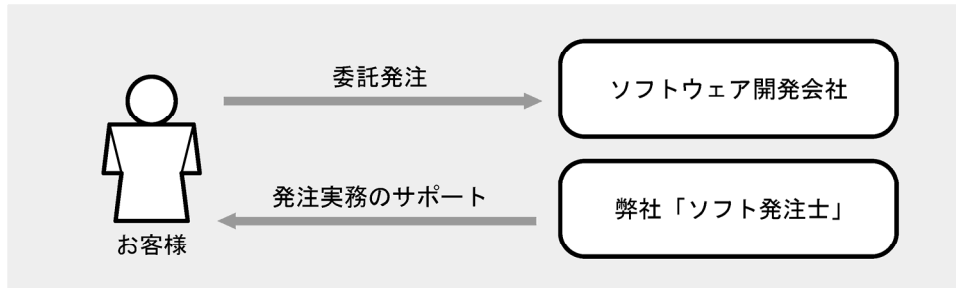 委託発注
ソフトウェア開発会社
発注実務のサポート
弊社「ソフト発注士」
お客様